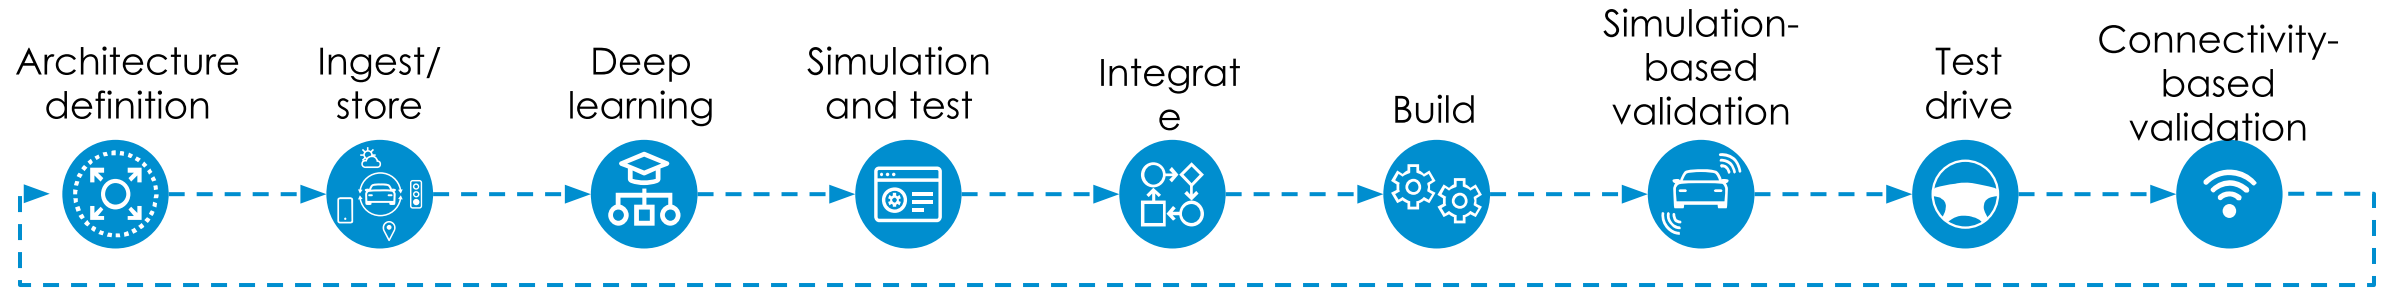 Architecture
definition
Ingest/
store
Deep
learning
Simulation
and test
Integrat
e
Build
Simulation-
based
validation
Test
drive
Connectivity-
based
validation